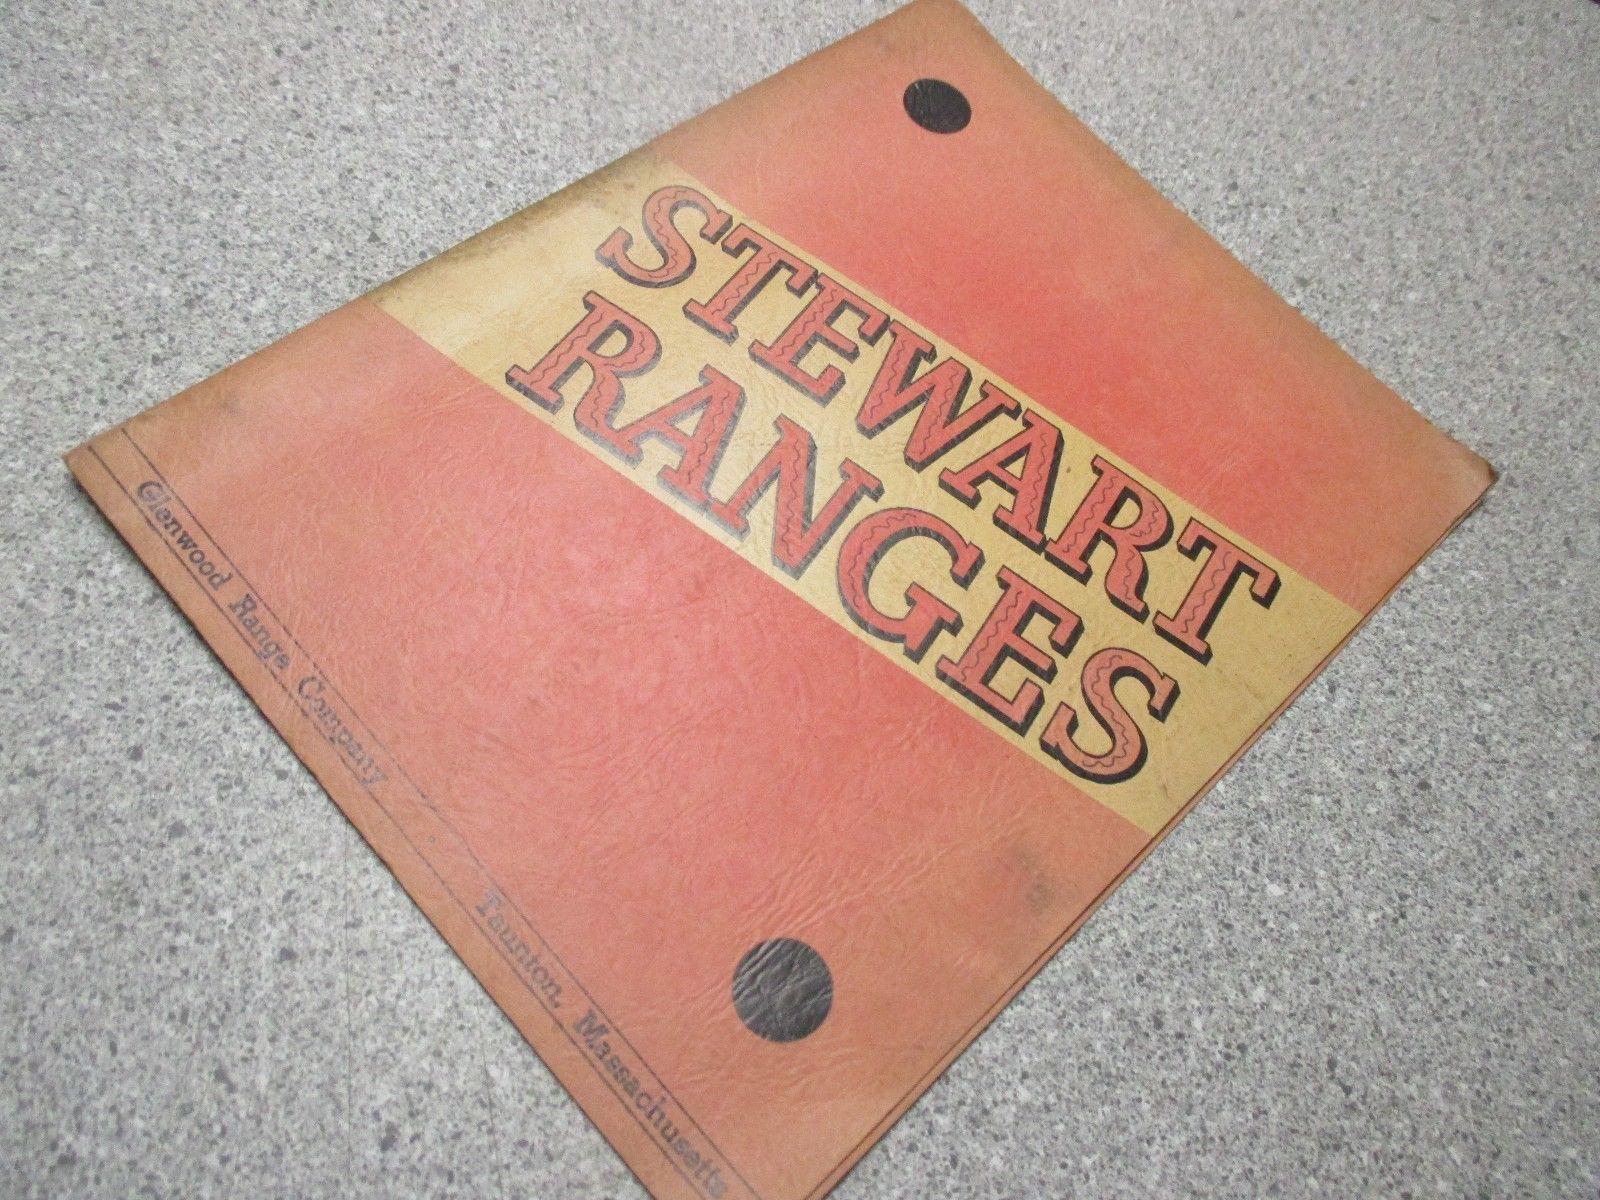 STEWART
RANGES
Glenwood Range Company Taunton, Massachusetts